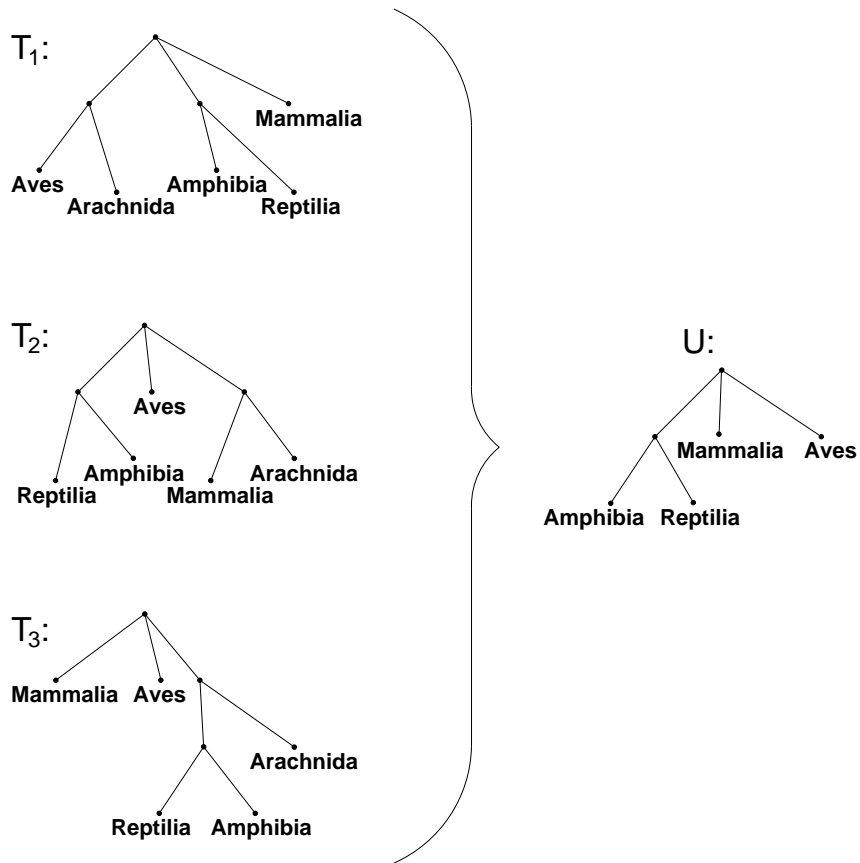 T₁:
Mammalia
Aves
Amphibia
Arachnida
Reptilia
T₂:
Aves
Amphibia
Arachnida
Reptilia
Mammalia
T₃:
Mammalia
Aves
Arachnida
Reptilia
Amphibia
U:
Mammalia
Aves
Amphibia
Reptilia